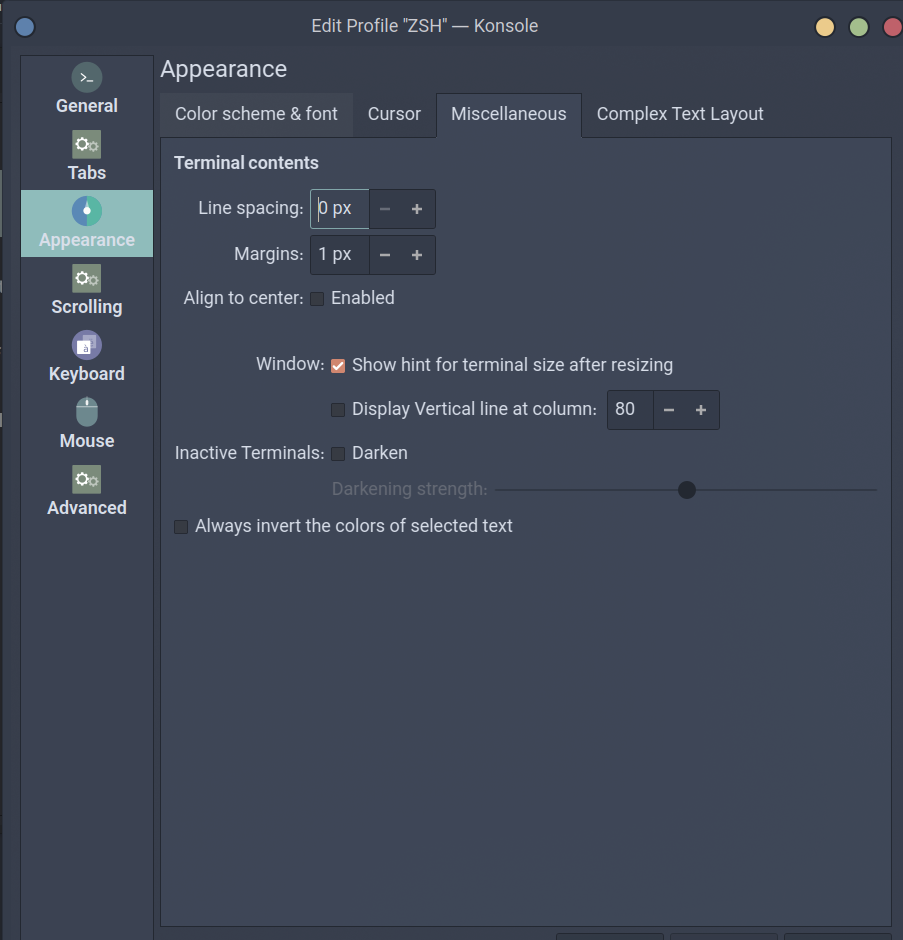 Edit Profile "ZSH" — Konsole
General
Tabs
Appearance
Scrolling
Keyboard
Mouse
Advanced
Appearance
Color scheme & font Cursor Miscellaneous Complex Text Layout
Terminal contents
Line spacing: 0 px − +
Margins: 1 px − +
Align to center: Enabled
Window: Show hint for terminal size after resizing
Display Vertical line at column: 80 − +
Inactive Terminals: Darken
Darkening strength:
Always invert the colors of selected text